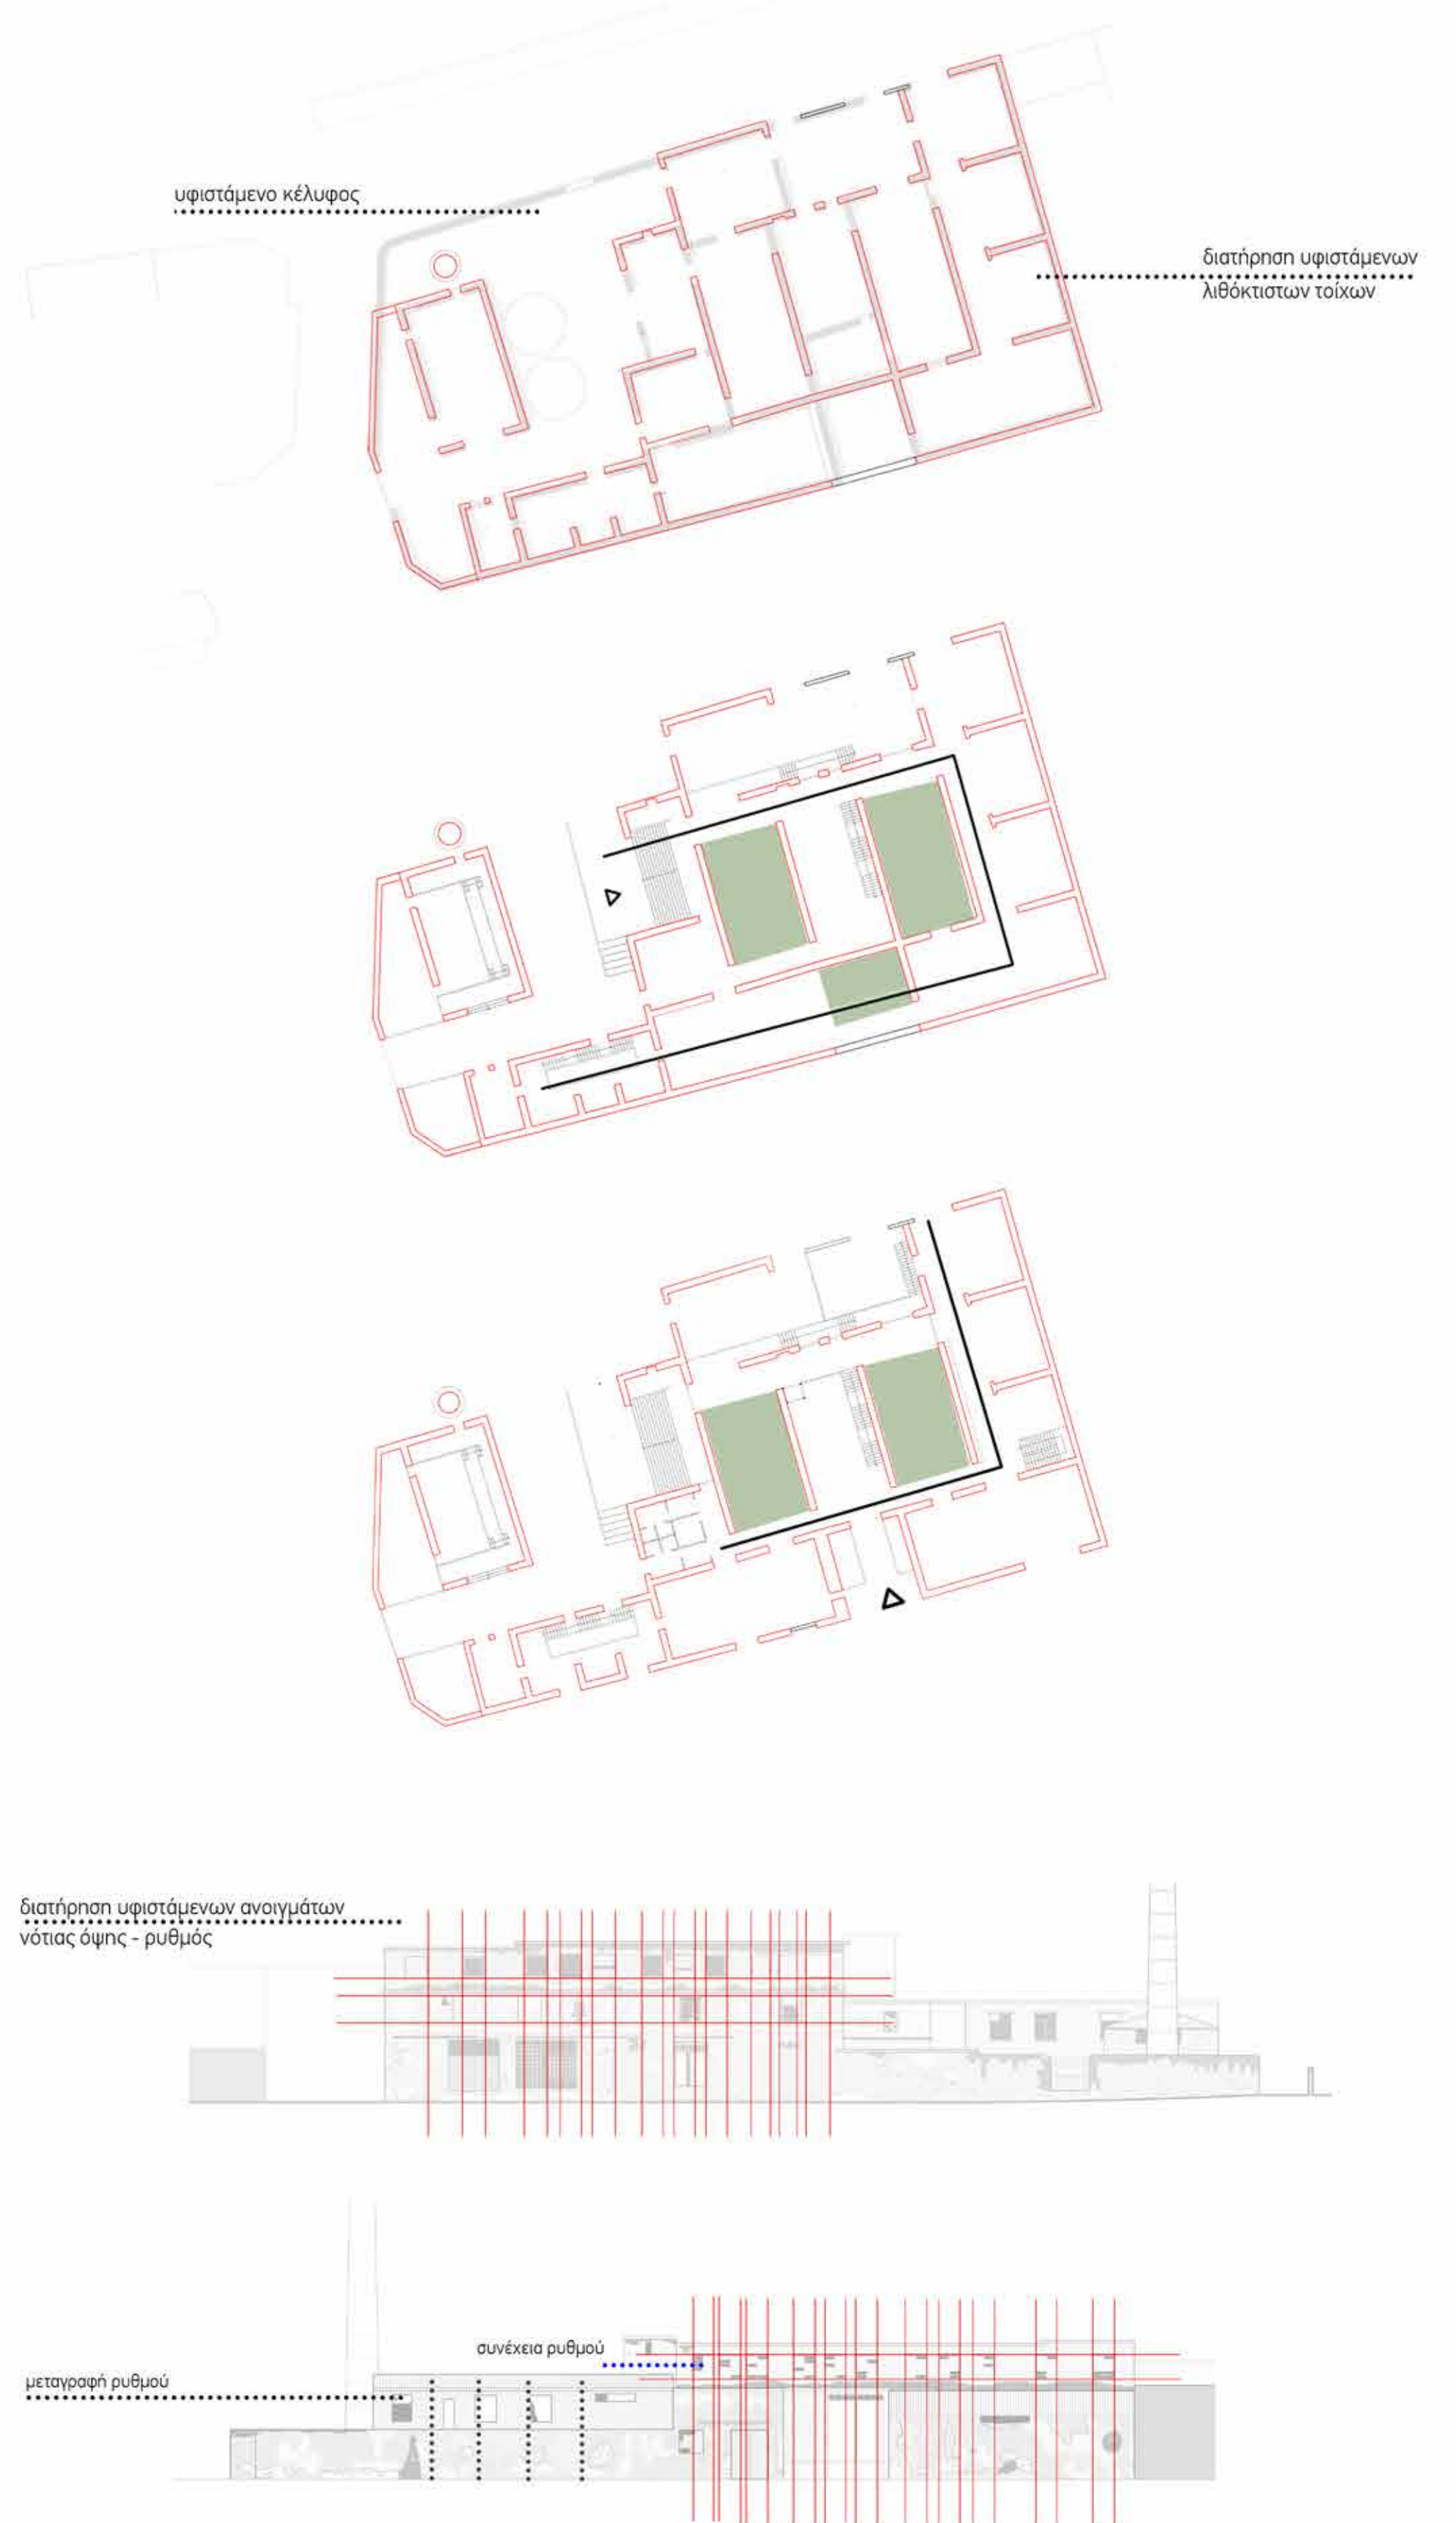 υφιστάμενο κέλυφος
διατήρηση υφιστάμενων
λιθόκτιστων τοίχων
διατήρηση υφιστάμενων ανοιγμάτων
νότιας όψης - ρυθμός
συνέχεια ρυθμού
μεταγραφή ρυθμού